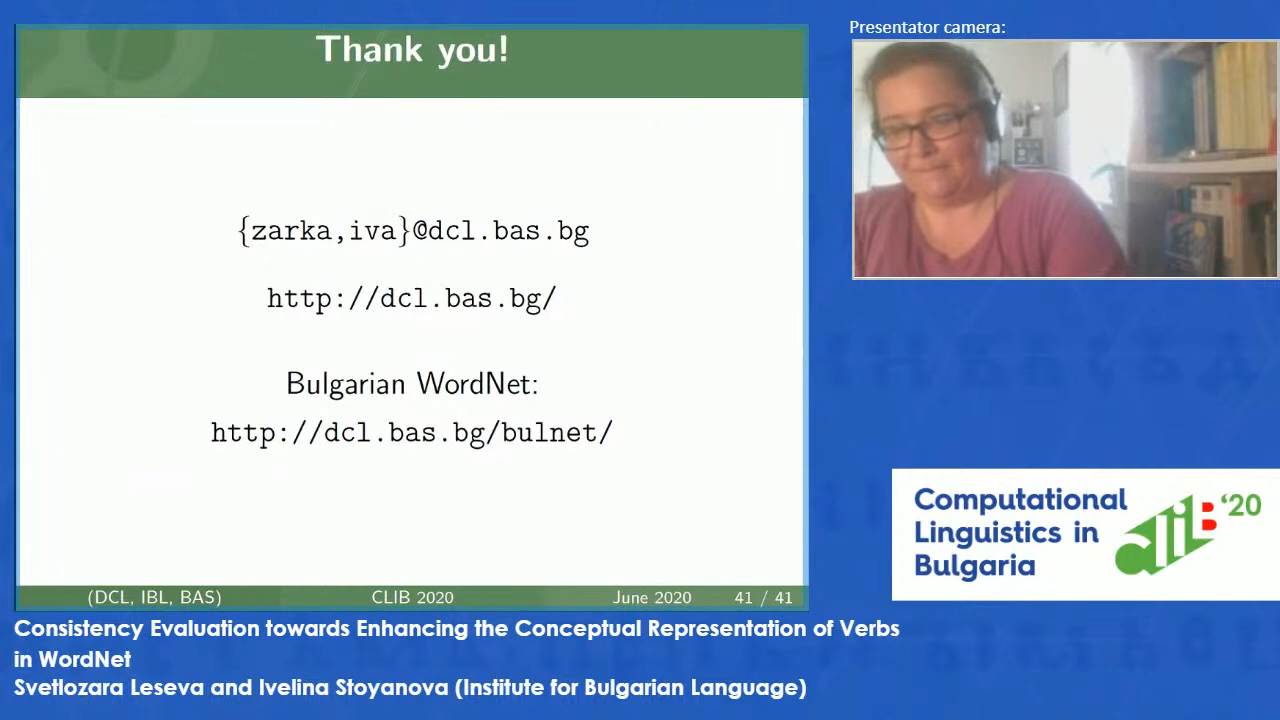 Presentator camera:
Thank you!
{zarka,iva}@dcl.bas.bg
http://dcl.bas.bg/
Bulgarian WordNet:
http://dcl.bas.bg/bulnet/
(DCL, IBL, BAS) CLIB 2020 June 2020 41 / 41
Computational
Linguistics in
Bulgaria
CLIB '20
Consistency Evaluation towards Enhancing the Conceptual Representation of Verbs
in WordNet
Svetlozara Leseva and Ivelina Stoyanova (Institute for Bulgarian Language)